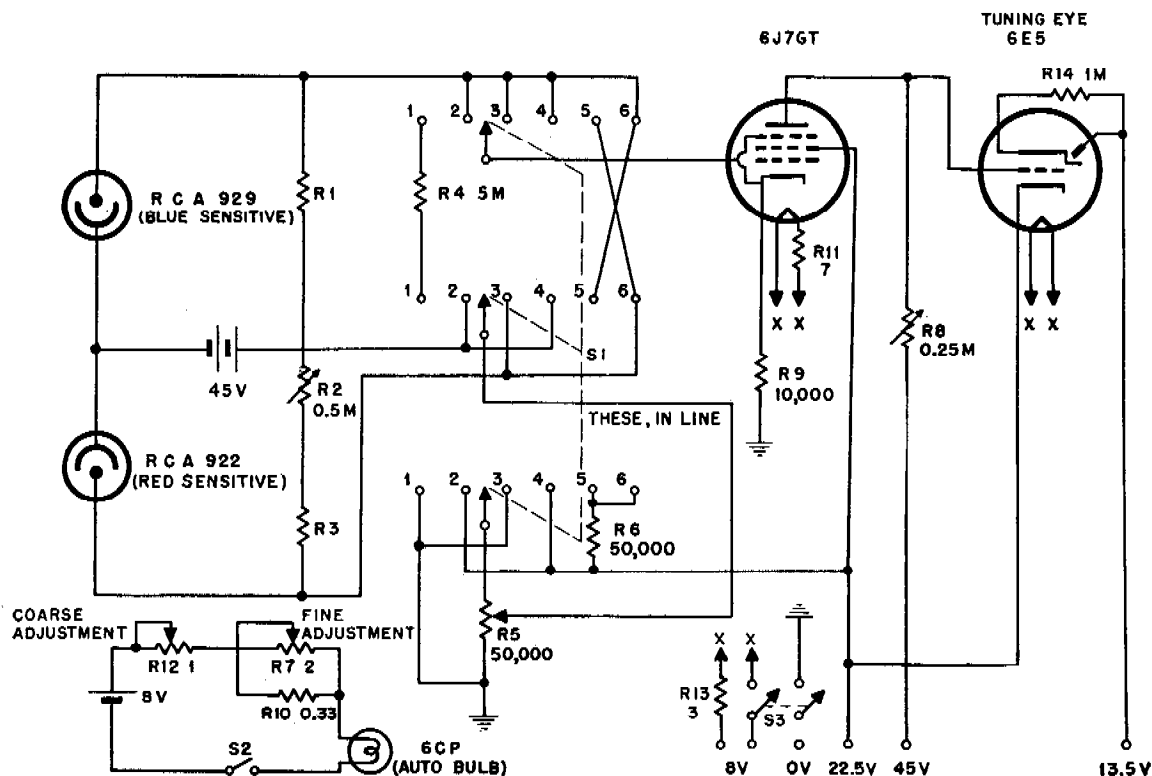 TUNING EYE
6E5
6J7GT
R14 1M
1 2 3 4 5 6
R C A 929
(BLUE SENSITIVE)
R1
R4 5M
R11
7
X X
X X
1 2 3 4 5 6
S1
R8
0.25M
45V
R2
0.5M
R9
10,000
THESE, IN LINE
R C A 922
(RED SENSITIVE)
1 2 3 4 5 6
R3
R6
50,000
COARSE
ADJUSTMENT
FINE
ADJUSTMENT
R12 1
R7 2
R5
50,000
X X
8V
R10 0.33
R13
3
S3
S2
6CP
(AUTO BULB)
8V 0V 22.5V 45V 13.5V